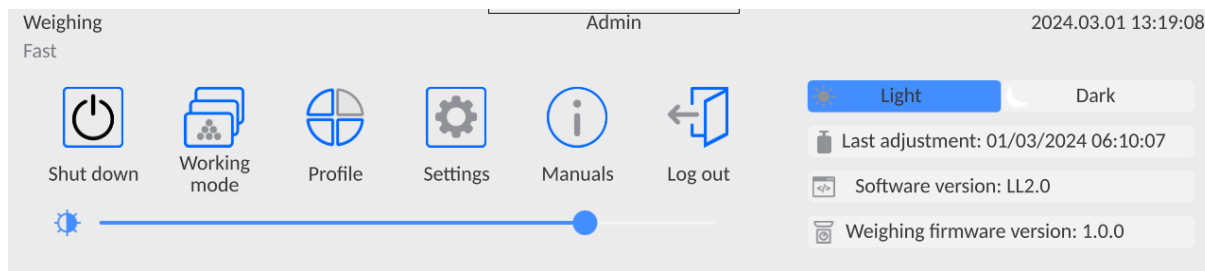 Weighing
Admin
2024.03.01 13:19:08
Fast
Shut down
Working
mode
Profile
Settings
Manuals
Log out
Light
Dark
Last adjustment: 01/03/2024 06:10:07
</>
Software version: LL2.0
Weighing firmware version: 1.0.0